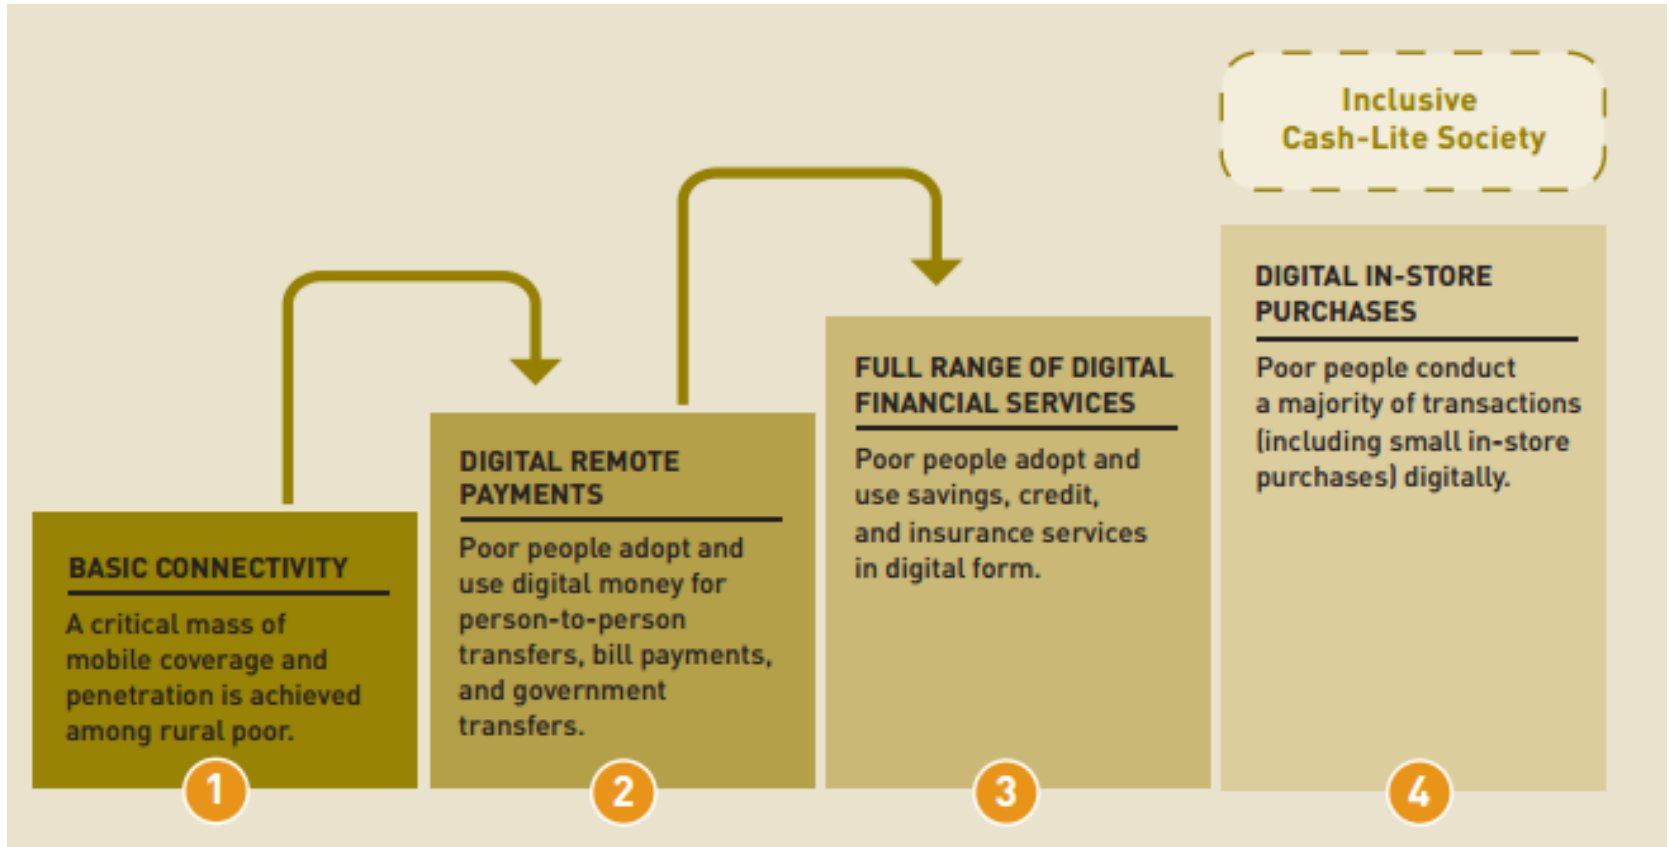 BASIC CONNECTIVITY
A critical mass of
mobile coverage and
penetration is achieved
among rural poor.
1
DIGITAL REMOTE
PAYMENTS
Poor people adopt and
use digital money for
person-to-person
transfers, bill payments,
and government
transfers.
2
FULL RANGE OF DIGITAL
FINANCIAL SERVICES
Poor people adopt and
use savings, credit,
and insurance services
in digital form.
3
Inclusive
Cash-Lite Society
DIGITAL IN-STORE
PURCHASES
Poor people conduct
a majority of transactions
(including small in-store
purchases) digitally.
4